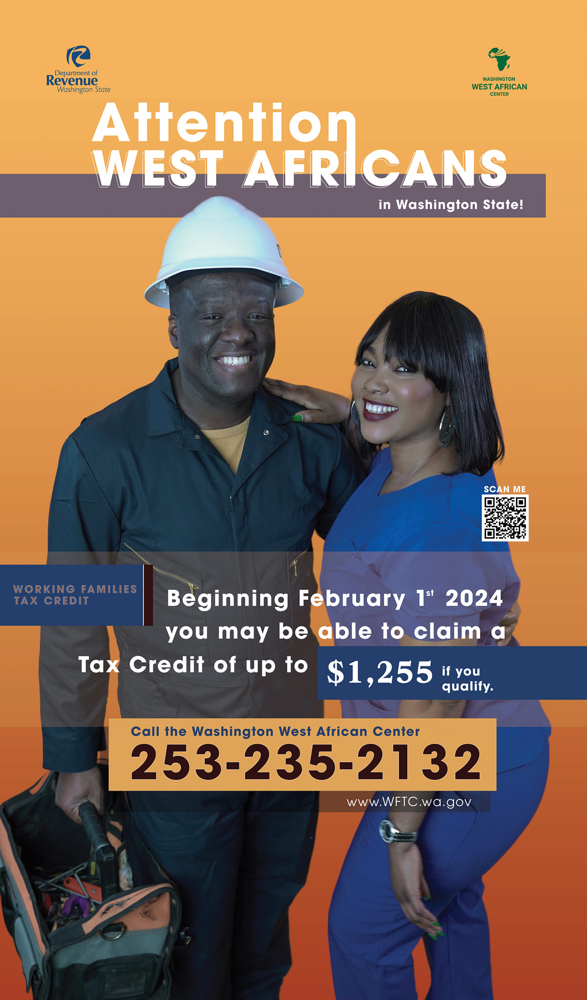 Department of
Revenue
Washington State
WASHINGTON
WEST AFRICAN
CENTER
Attention
WEST AFRICANS
in Washington State!
SCAN ME
WORKING FAMILIES
TAX CREDIT
Beginning February 1st 2024
you may be able to claim a
Tax Credit of up to $1,255 if you
qualify.
Call the Washington West African Center
253-235-2132
www.WFTC.wa.gov